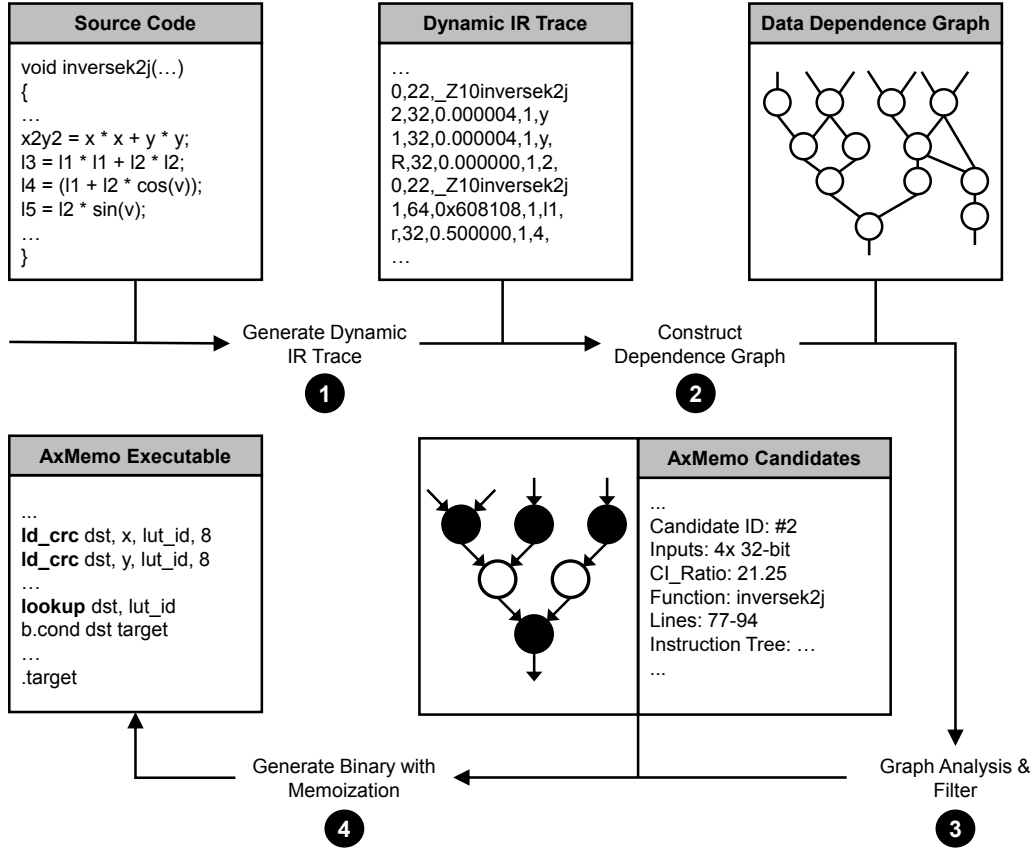 Source Code
void inversek2j(…)
{
…
x2y2 = x * x + y * y;
l3 = l1 * l1 + l2 * l2;
l4 = (l1 + l2 * cos(v));
l5 = l2 * sin(v);
…
}
Dynamic IR Trace
…
0,22,_Z10inversek2j
2,32,0.000004,1,y
1,32,0.000004,1,y,
R,32,0.000000,1,2,
0,22,_Z10inversek2j
1,64,0x608108,1,l1,
r,32,0.500000,1,4,
…
Data Dependence Graph
Generate Dynamic
IR Trace
1
Construct
Dependence Graph
2
AxMemo Executable
...
ld_crc dst, x, lut_id, 8
ld_crc dst, y, lut_id, 8
…
lookup dst, lut_id
b.cond dst target
…
.target
AxMemo Candidates
...
Candidate ID: #2
Inputs: 4x 32-bit
CI_Ratio: 21.25
Function: inversek2j
Lines: 77-94
Instruction Tree: …
...
Generate Binary with
Memoization
4
Graph Analysis &
Filter
3